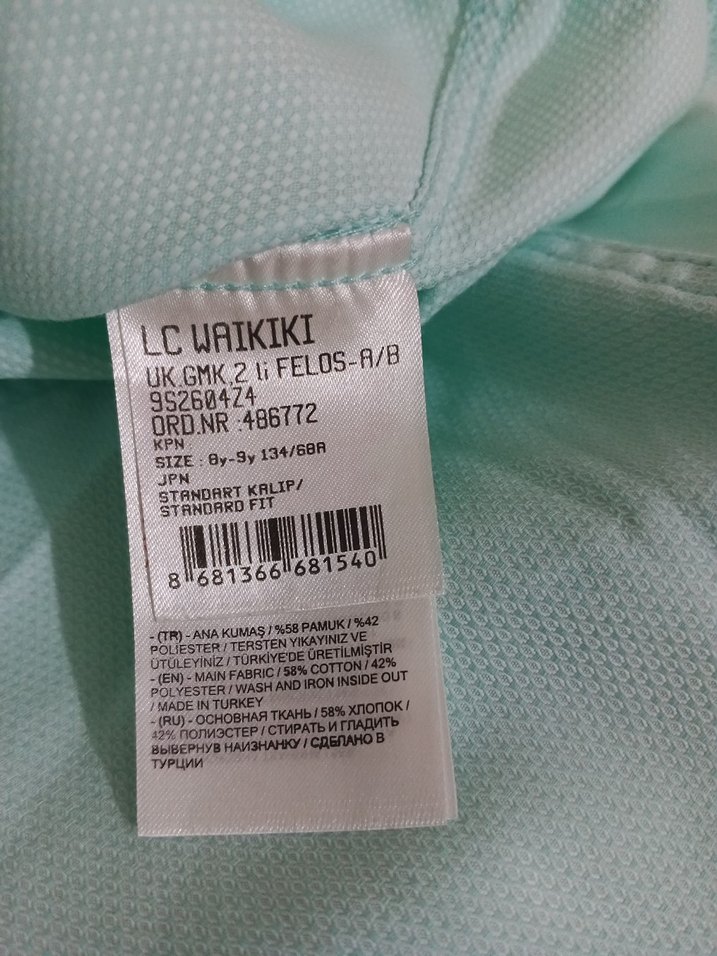 LC WAIKIKI
UK.GMK.2 li FELOS-A/B
9S2604Z4
ORD.NR :486772
KPN
SIZE : 8y-9y 134/68A
JPN
STANDART KALIP/
STANDARD FIT
8 681366 681540
- (TR) - ANA KUMAŞ / %58 PAMUK / %42
POLIESTER / TERSTEN YIKAYINIZ VE
ÜTÜLEYİNİZ / TÜRKİYE'DE ÜRETİLMİŞTİR
- (EN) - MAIN FABRIC / 58% COTTON / 42%
POLYESTER / WASH AND IRON INSIDE OUT
/ MADE IN TURKEY
- (RU) - ОСНОВНАЯ ТКАНЬ / 58% ХЛОПОК /
42% ПОЛИЭСТЕР / СТИРАТЬ И ГЛАДИТЬ
ВЫВЕРНУВ НАИЗНАНКУ / СДЕЛАНО В
ТУРЦИИ